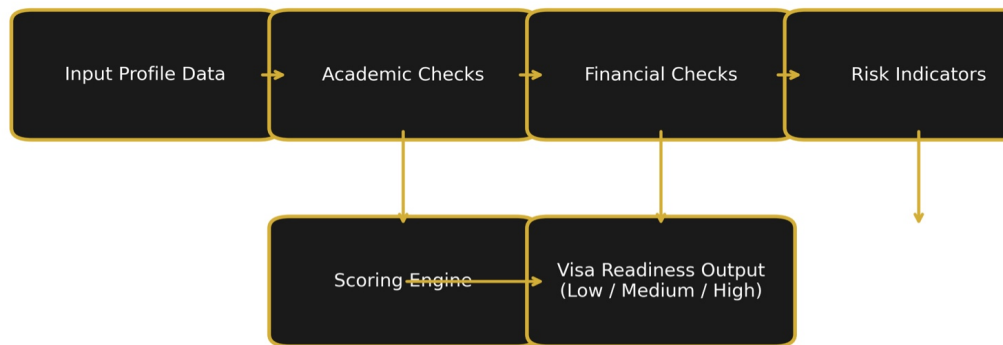 Input Profile Data
Academic Checks
Financial Checks
Risk Indicators
Scoring Engine
Visa Readiness Output
(Low / Medium / High)